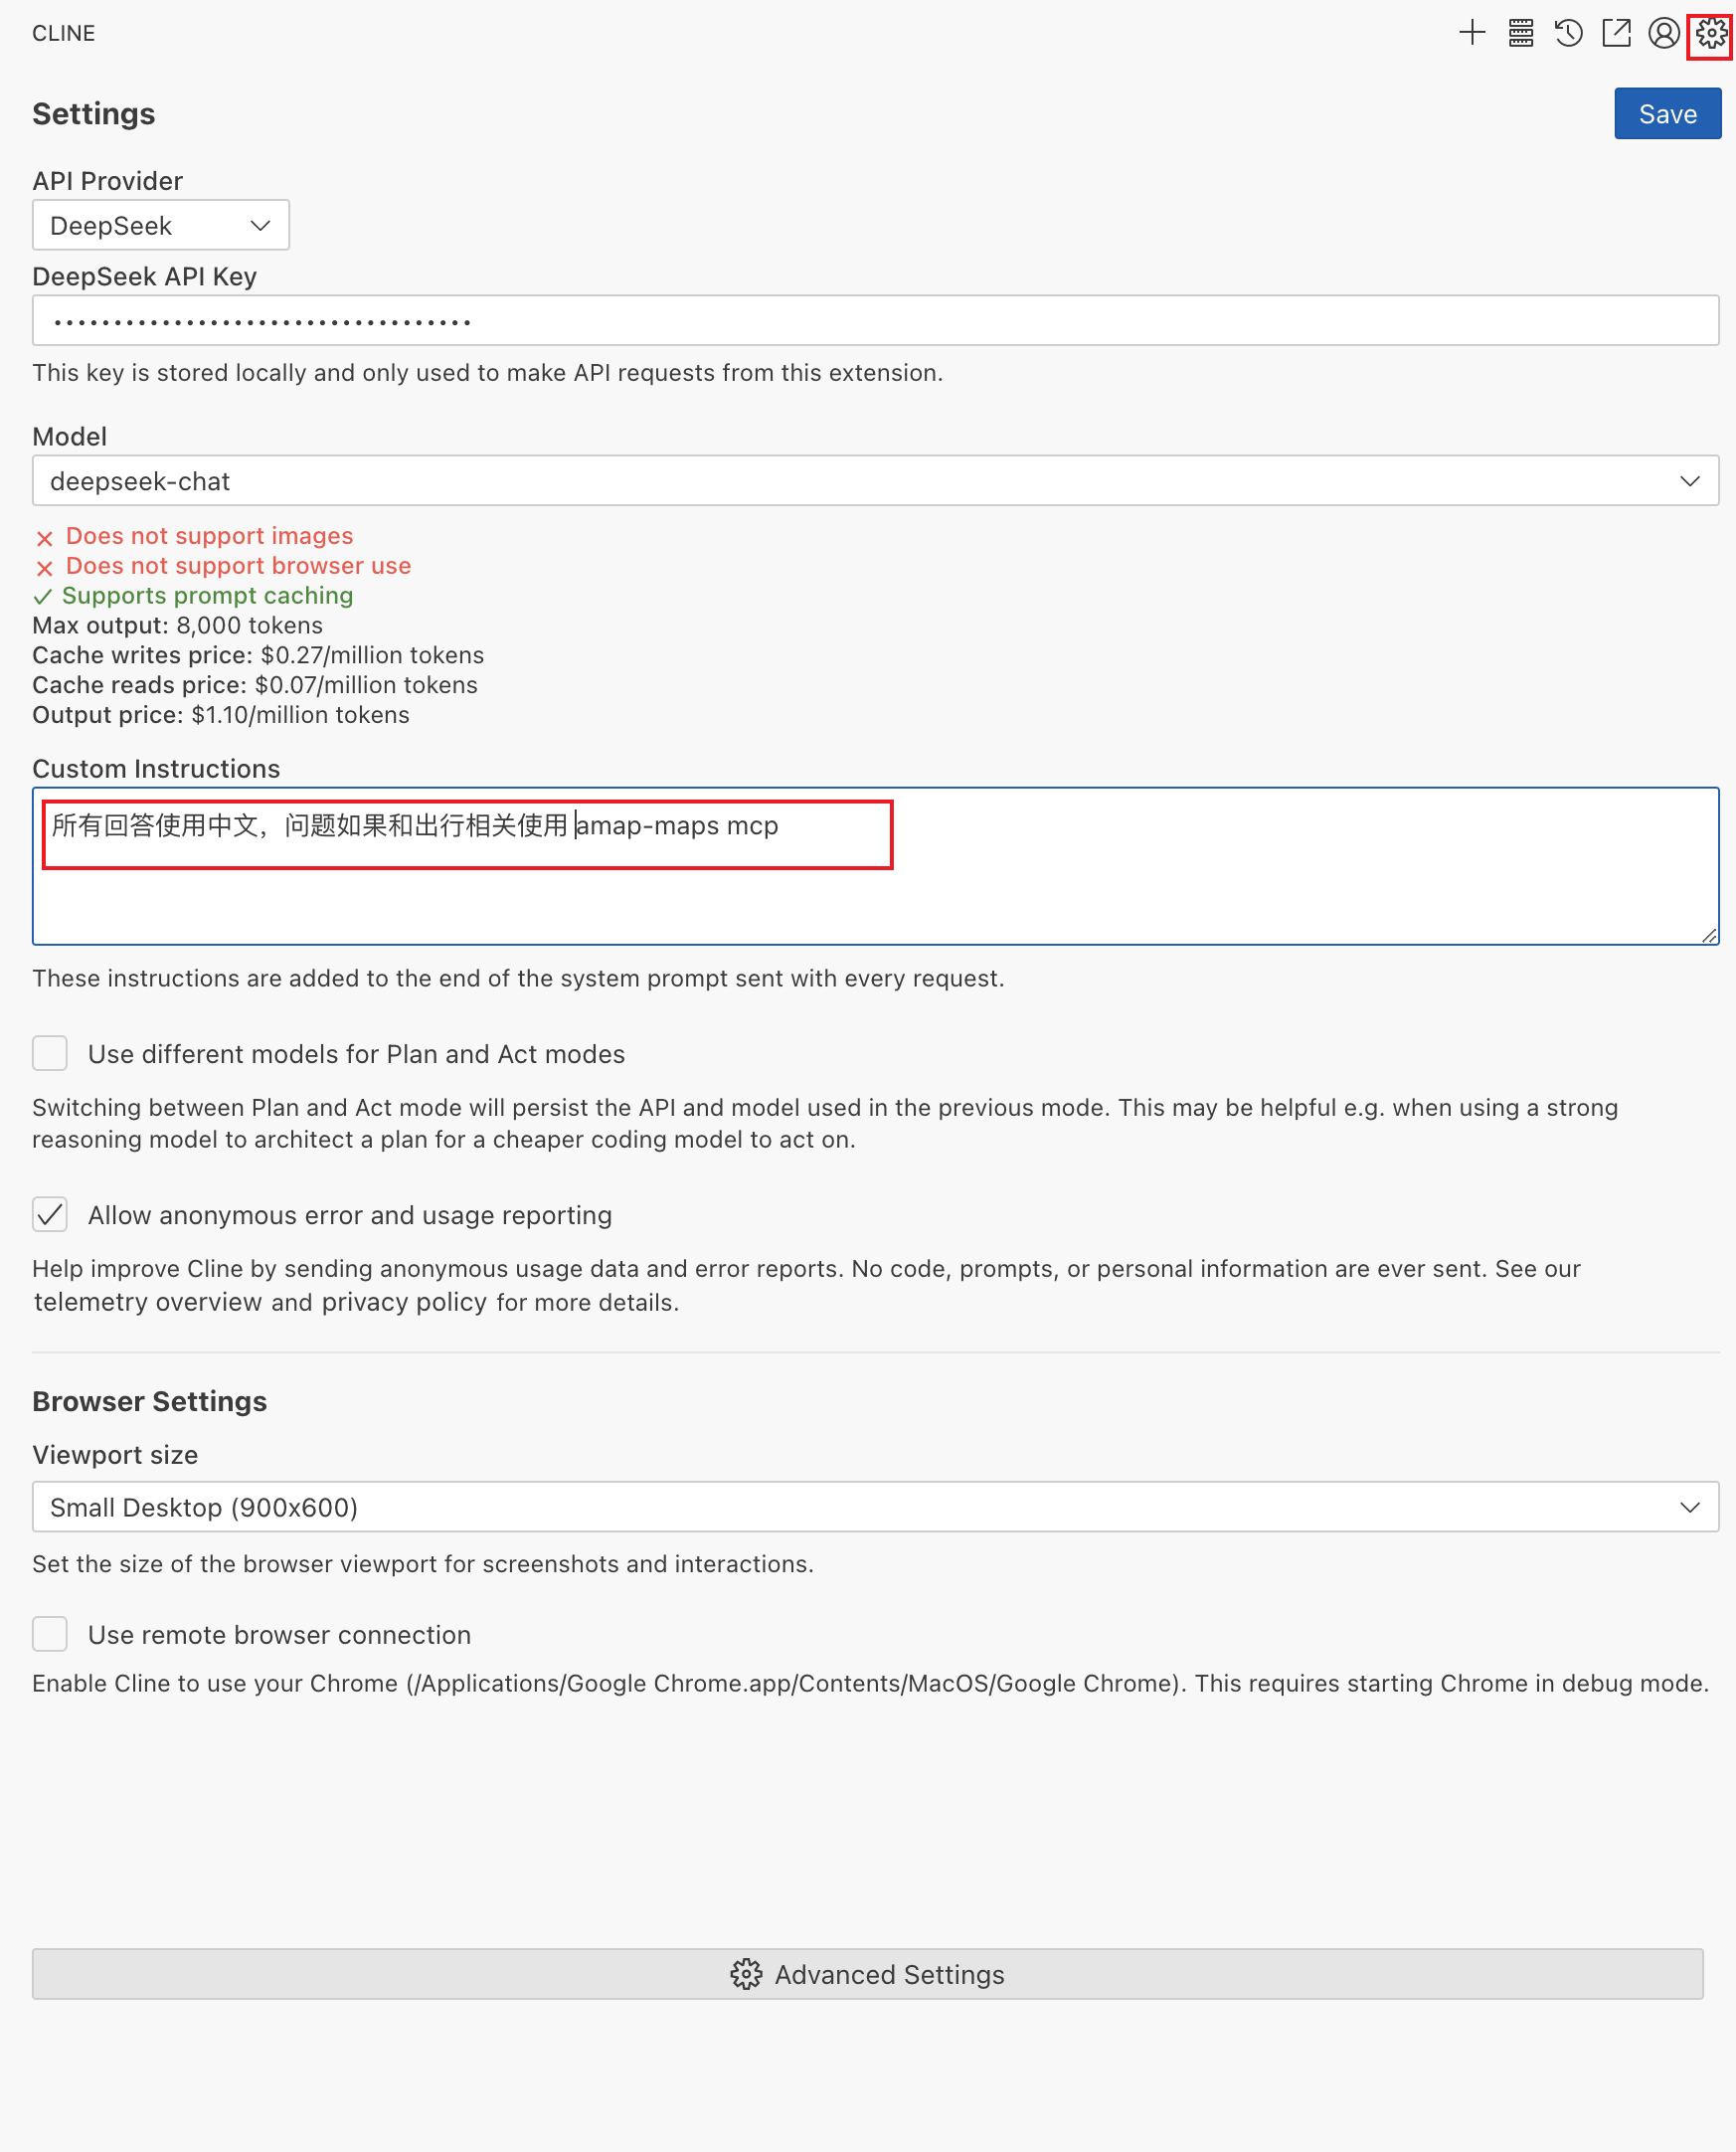 CLINE
Settings
Save
API Provider
DeepSeek
DeepSeek API Key
••••••••••••••••••••••••••••••••••••
This key is stored locally and only used to make API requests from this extension.
Model
deepseek-chat
Does not support images
Does not support browser use
Supports prompt caching
Max output: 8,000 tokens
Cache writes price: $0.27/million tokens
Cache reads price: $0.07/million tokens
Output price: $1.10/million tokens
Custom Instructions
所有回答使用中文，问题如果和出行相关使用 amap-maps mcp
These instructions are added to the end of the system prompt sent with every request.
Use different models for Plan and Act modes
Switching between Plan and Act mode will persist the API and model used in the previous mode. This may be helpful e.g. when using a strong
reasoning model to architect a plan for a cheaper coding model to act on.
Allow anonymous error and usage reporting
Help improve Cline by sending anonymous usage data and error reports. No code, prompts, or personal information are ever sent. See our
telemetry overview and privacy policy for more details.
Browser Settings
Viewport size
Small Desktop (900x600)
Set the size of the browser viewport for screenshots and interactions.
Use remote browser connection
Enable Cline to use your Chrome (/Applications/Google Chrome.app/Contents/MacOS/Google Chrome). This requires starting Chrome in debug mode.
Advanced Settings